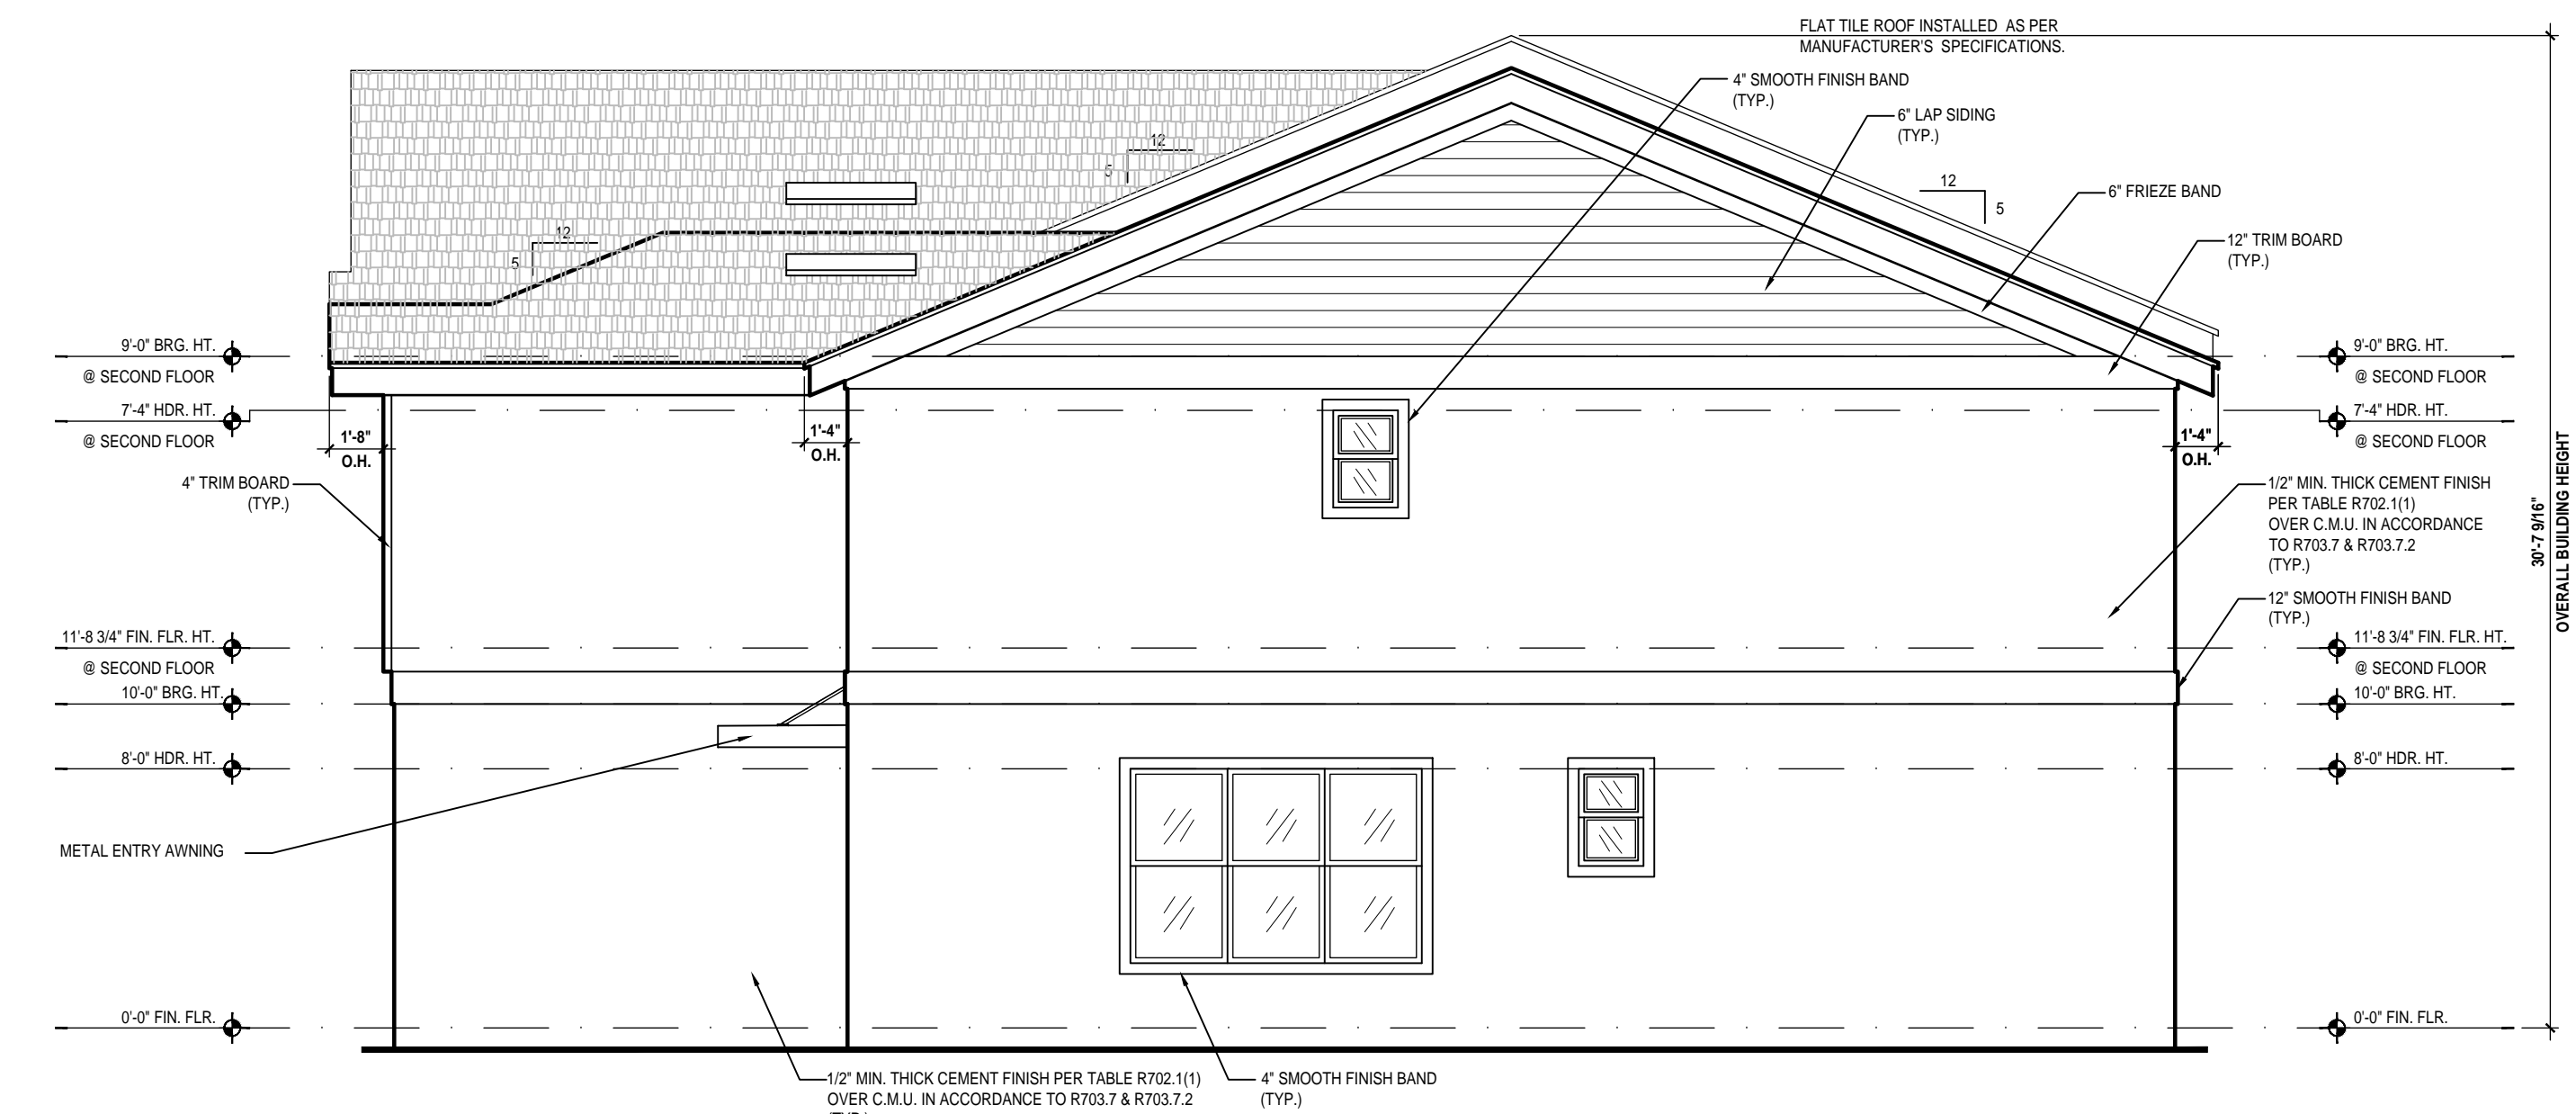 FLAT TILE ROOF INSTALLED AS PER
MANUFACTURER'S SPECIFICATIONS.
4" SMOOTH FINISH BAND
(TYP.)
6" LAP SIDING
(TYP.)
12
5
12
5
12
5
6" FRIEZE BAND
12" TRIM BOARD
(TYP.)
9'-0" BRG. HT.
@ SECOND FLOOR
7'-4" HDR. HT.
@ SECOND FLOOR
1'-8"
O.H.
1'-4"
O.H.
4" TRIM BOARD
(TYP.)
11'-8 3/4" FIN. FLR. HT.
@ SECOND FLOOR
10'-0" BRG. HT.
8'-0" HDR. HT.
METAL ENTRY AWNING
0'-0" FIN. FLR.
9'-0" BRG. HT.
@ SECOND FLOOR
7'-4" HDR. HT.
@ SECOND FLOOR
1'-4"
O.H.
1/2" MIN. THICK CEMENT FINISH
PER TABLE R702.1(1)
OVER C.M.U. IN ACCORDANCE
TO R703.7 & R703.7.2
(TYP.)
12" SMOOTH FINISH BAND
(TYP.)
11'-8 3/4" FIN. FLR. HT.
@ SECOND FLOOR
10'-0" BRG. HT.
8'-0" HDR. HT.
0'-0" FIN. FLR.
30'-7 9/16"
OVERALL BUILDING HEIGHT
1/2" MIN. THICK CEMENT FINISH PER TABLE R702.1(1)
OVER C.M.U. IN ACCORDANCE TO R703.7 & R703.7.2
(TYP.)
4" SMOOTH FINISH BAND
(TYP.)